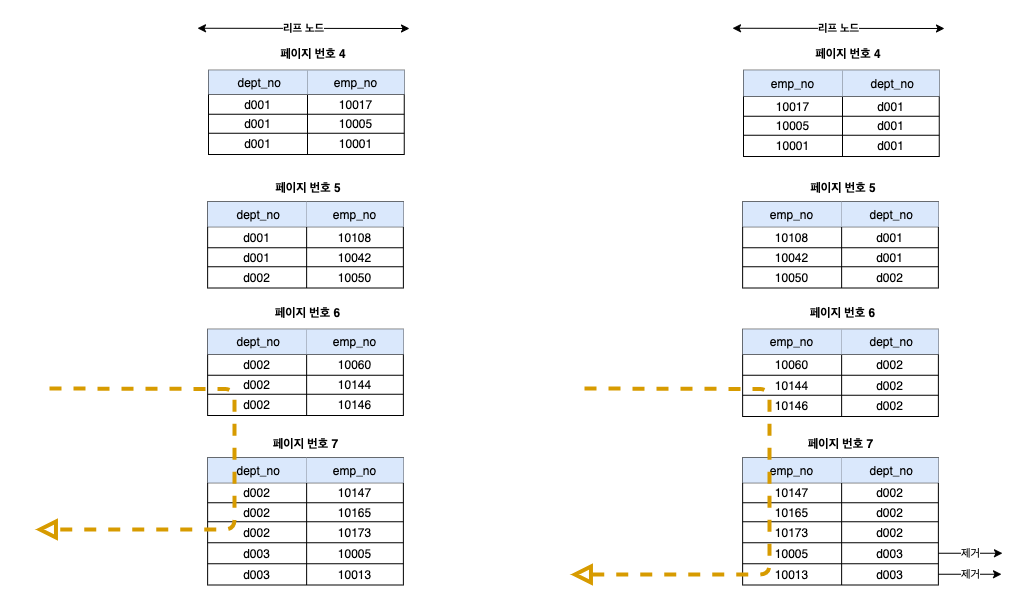 리프 노드
페이지 번호 4
dept_no emp_no
d001 10017
d001 10005
d001 10001
페이지 번호 5
dept_no emp_no
d001 10108
d001 10042
d002 10050
페이지 번호 6
dept_no emp_no
d002 10060
d002 10144
d002 10146
페이지 번호 7
dept_no emp_no
d002 10147
d002 10165
d002 10173
d003 10005
d003 10013
리프 노드
페이지 번호 4
emp_no dept_no
10017 d001
10005 d001
10001 d001
페이지 번호 5
emp_no dept_no
10108 d001
10042 d001
10050 d002
페이지 번호 6
emp_no dept_no
10060 d002
10144 d002
10146 d002
페이지 번호 7
emp_no dept_no
10147 d002
10165 d002
10173 d002
10005 d003 제거
10013 d003 제거